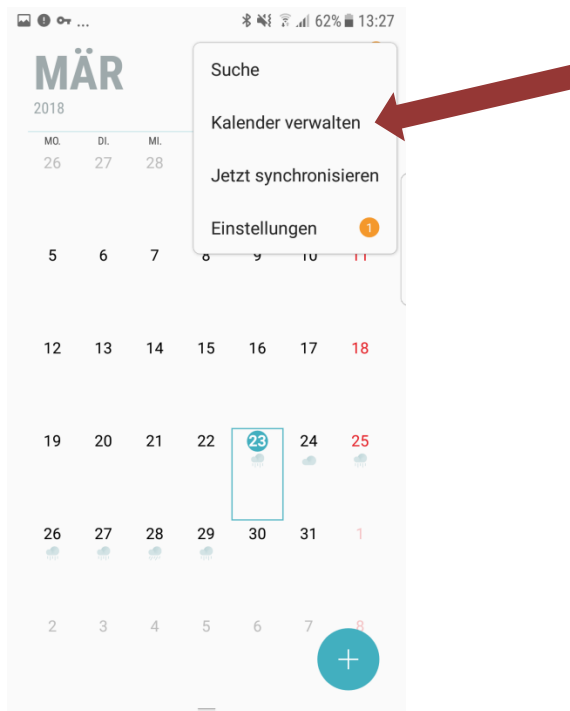 ... 62% 13:27
MÄR
2018
Suche
Kalender verwalten
Jetzt synchronisieren
Einstellungen 1
MO. DI. MI.
26 27 28
5 6 7 8 9 10 11
12 13 14 15 16 17 18
19 20 21 22 23 24 25
26 27 28 29 30 31 1
2 3 4 5 6 7 8
+